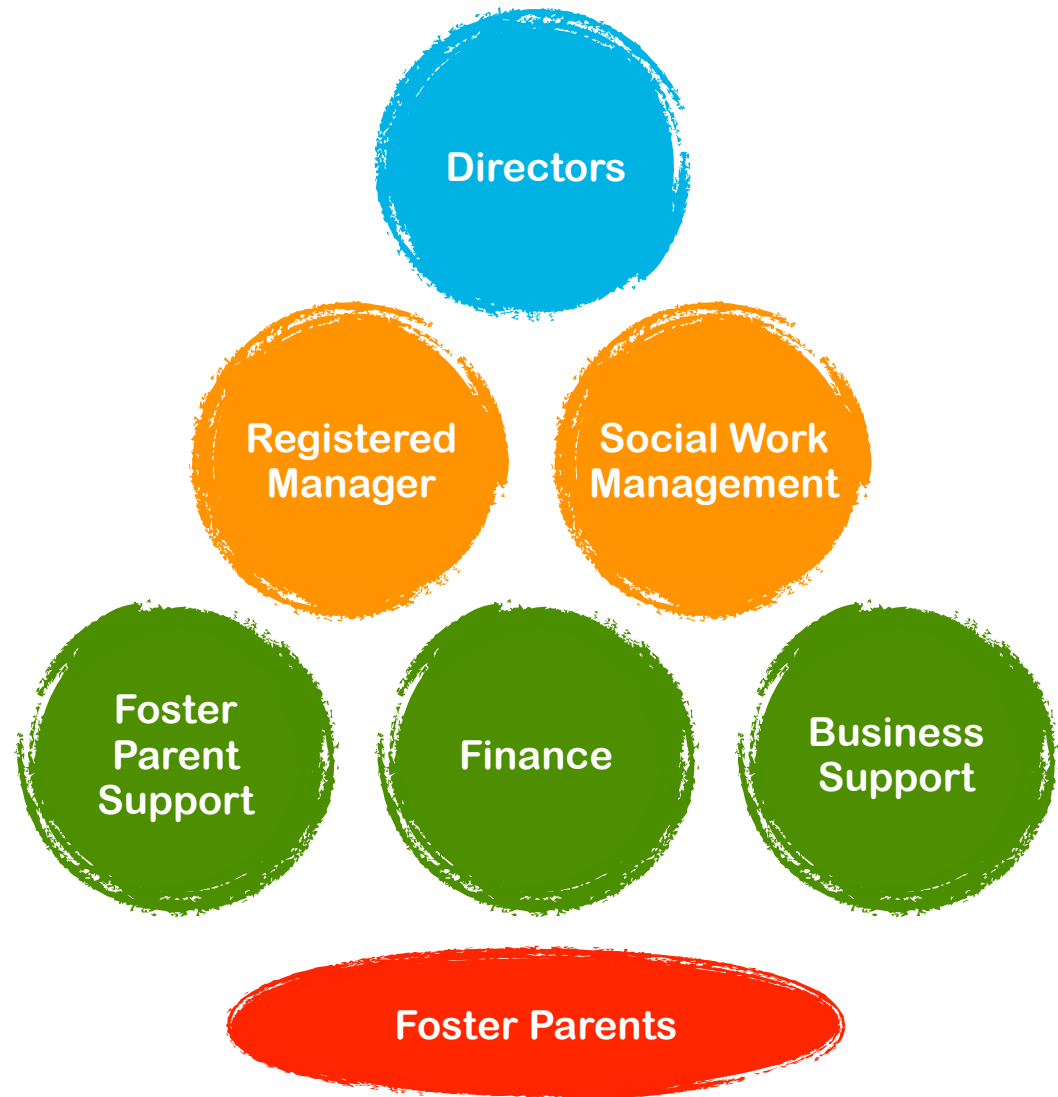 Directors
Registered
Manager
Social Work
Management
Foster
Parent
Support
Finance
Business
Support
Foster Parents